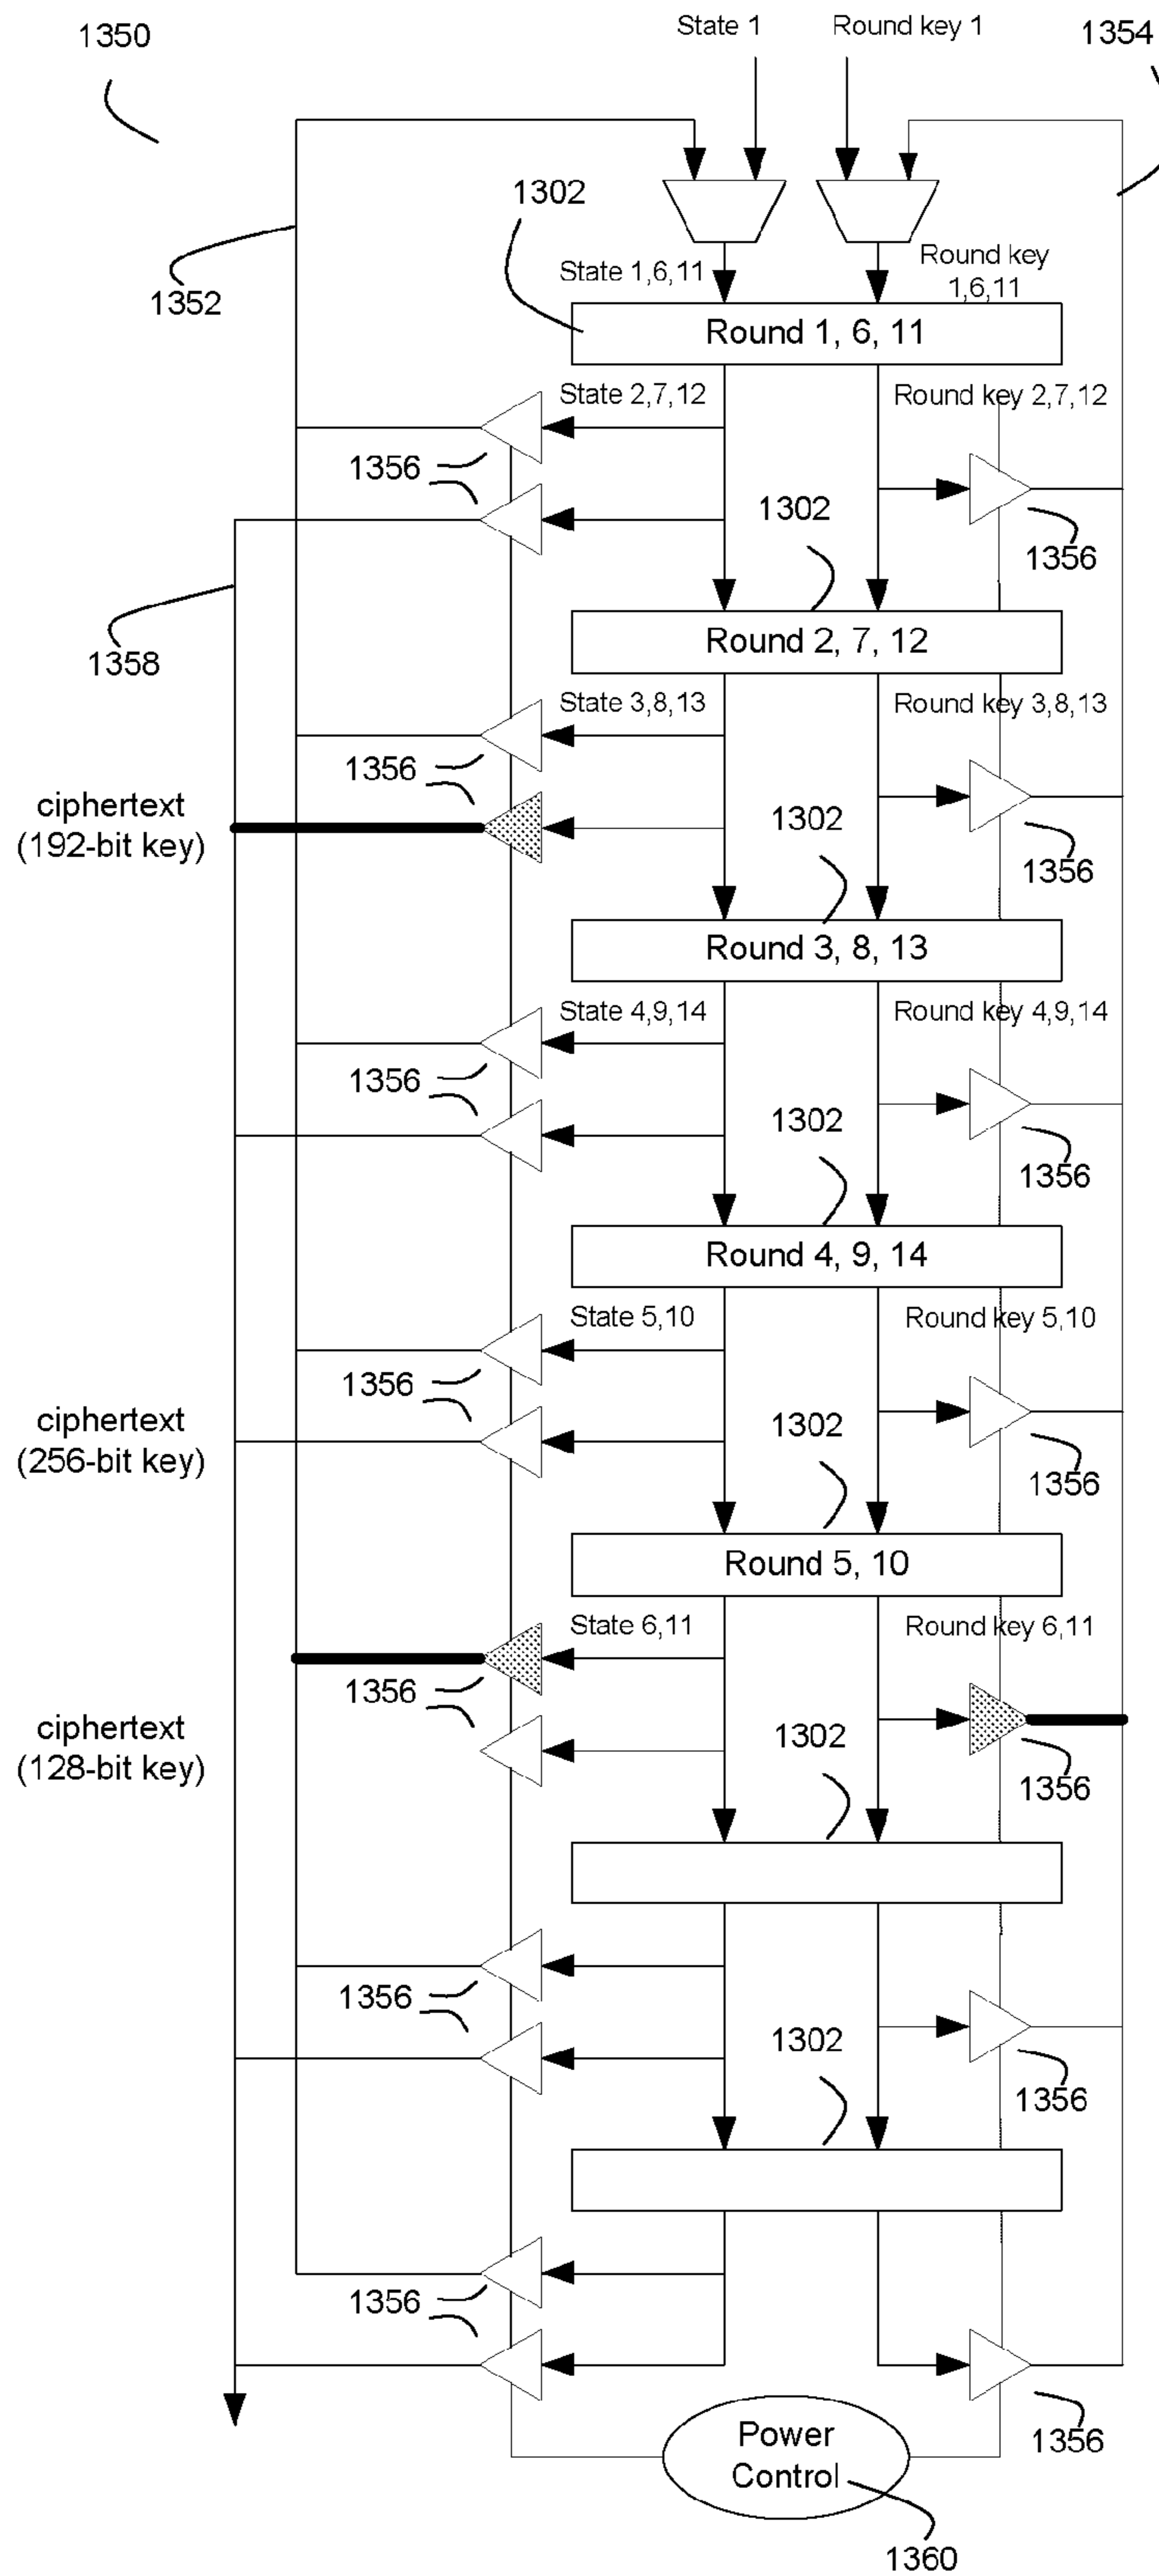 1350
State 1
Round key 1
1354
1302
1352
State 1,6,11
Round key
1,6,11
Round 1, 6, 11
State 2,7,12
Round key 2,7,12
1356
1302
1356
1358
Round 2, 7, 12
State 3,8,13
Round key 3,8,13
1356
ciphertext
(192-bit key)
1302
1356
Round 3, 8, 13
State 4,9,14
Round key 4,9,14
1356
1302
1356
Round 4, 9, 14
State 5,10
Round key 5,10
1356
ciphertext
(256-bit key)
1302
1356
Round 5, 10
State 6,11
Round key 6,11
1356
ciphertext
(128-bit key)
1302
1356
1356
1302
1356
1356
Power
Control
1356
1360